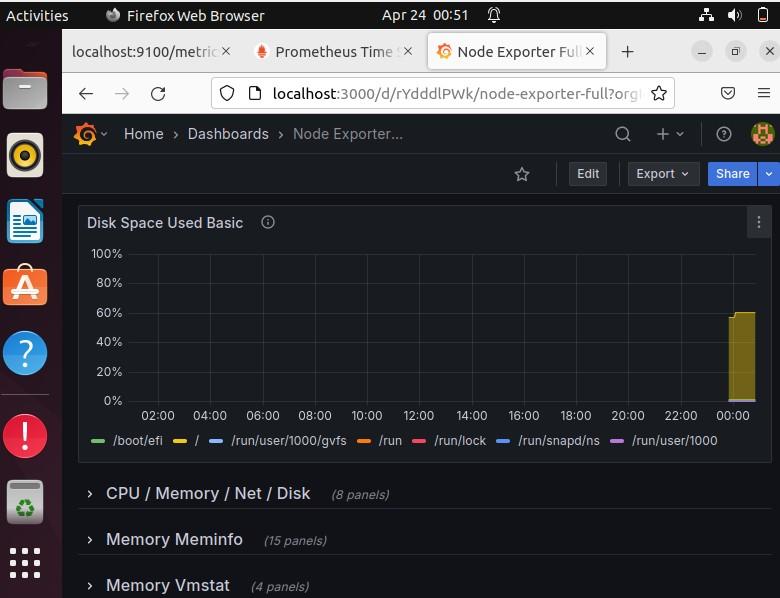 Activities Firefox Web Browser Apr 24 00:51
localhost:9100/metric Prometheus Time Node Exporter Full
localhost:3000/d/rYdddlPWk/node-exporter-full?orgI
Home › Dashboards › Node Exporter...
Edit Export Share
Disk Space Used Basic
100%
80%
60%
40%
20%
0%
02:00 04:00 06:00 08:00 10:00 12:00 14:00 16:00 18:00 20:00 22:00 00:00
/boot/efi / /run/user/1000/gvfs /run /run/lock /run/snapd/ns /run/user/1000
CPU / Memory / Net / Disk (8 panels)
Memory Meminfo (15 panels)
Memory Vmstat (4 panels)